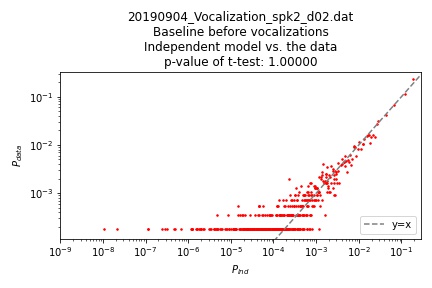 20190904_Vocalization_spk2_d02.dat
Baseline before vocalizations
Independent model vs. the data
p-value of t-test: 1.00000
10⁻¹
10⁻²
10⁻³
P_data
y=x
10⁻⁹ 10⁻⁸ 10⁻⁷ 10⁻⁶ 10⁻⁵ 10⁻⁴ 10⁻³ 10⁻² 10⁻¹
P_ind